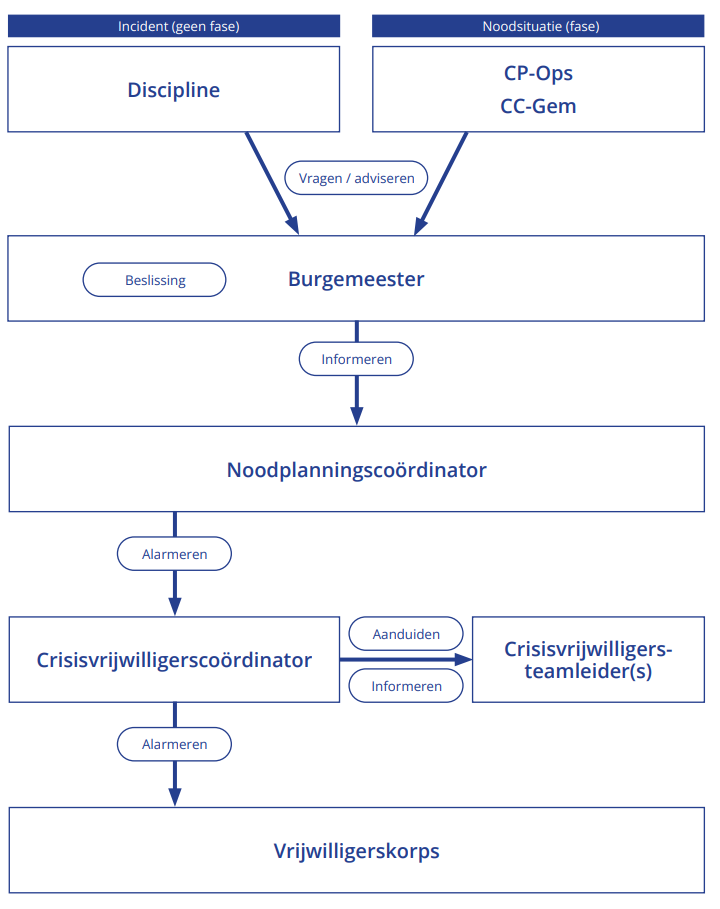 Incident (geen fase)
Noodsituatie (fase)
Discipline
CP-Ops
CC-Gem
Vragen / adviseren
Beslissing
Burgemeester
Informeren
Noodplanningscoördinator
Alarmeren
Crisisvrijwilligerscoördinator
Aanduiden
Informeren
Crisisvrijwilligers-
teamleider(s)
Alarmeren
Vrijwilligerskorps